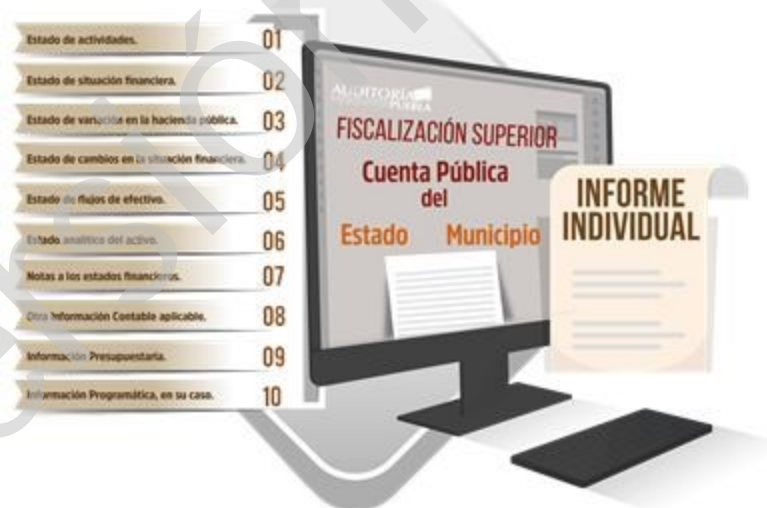 Estado de actividades. 01
Estado de situación financiera. 02
Estado de variación en la hacienda pública. 03
Estado de cambios en la situación financiera. 04
Estado de flujos de efectivo. 05
Estado analítico del activo. 06
Notas a los estados financieros. 07
Otra Información Contable aplicable. 08
Información Presupuestaria. 09
Información Programática, en su caso. 10
AUDITORÍA
PUEBLA
FISCALIZACIÓN SUPERIOR
Cuenta Pública
del
Estado Municipio
INFORME
INDIVIDUAL